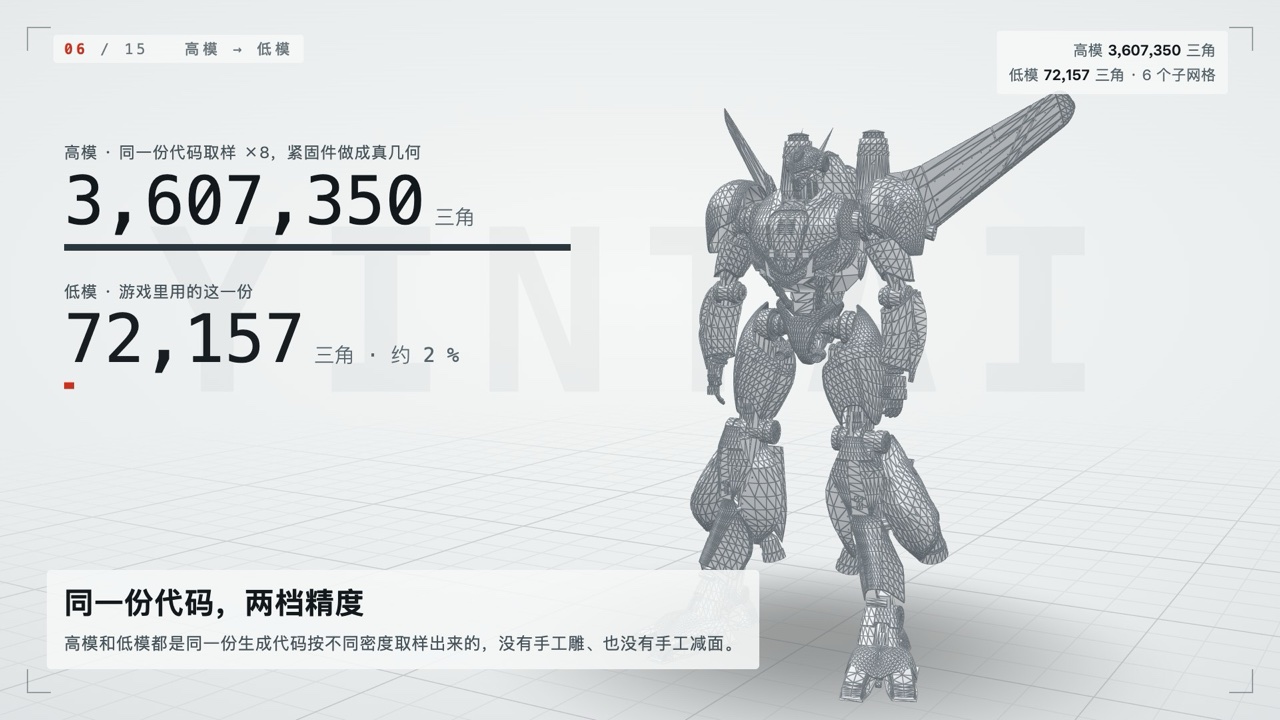 06 / 15 高模 → 低模
高模 3,607,350 三角
低模 72,157 三角 · 6 个子网格
高模 · 同一份代码取样 ×8，紧固件做成真几何
3,607,350 三角
低模 · 游戏里用的这一份
72,157 三角 · 约 2 %
同一份代码，两档精度
高模和低模都是同一份生成代码按不同密度取样出来的，没有手工雕、也没有手工减面。